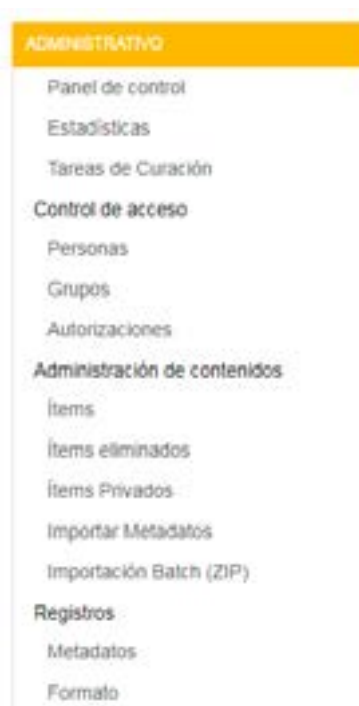 ADMINISTRATIVO
Panel de control
Estadísticas
Tareas de Curación
Control de acceso
Personas
Grupos
Autorizaciones
Administración de contenidos
Ítems
Ítems eliminados
Ítems Privados
Importar Metadatos
Importación Batch (ZIP)
Registros
Metadatos
Formato